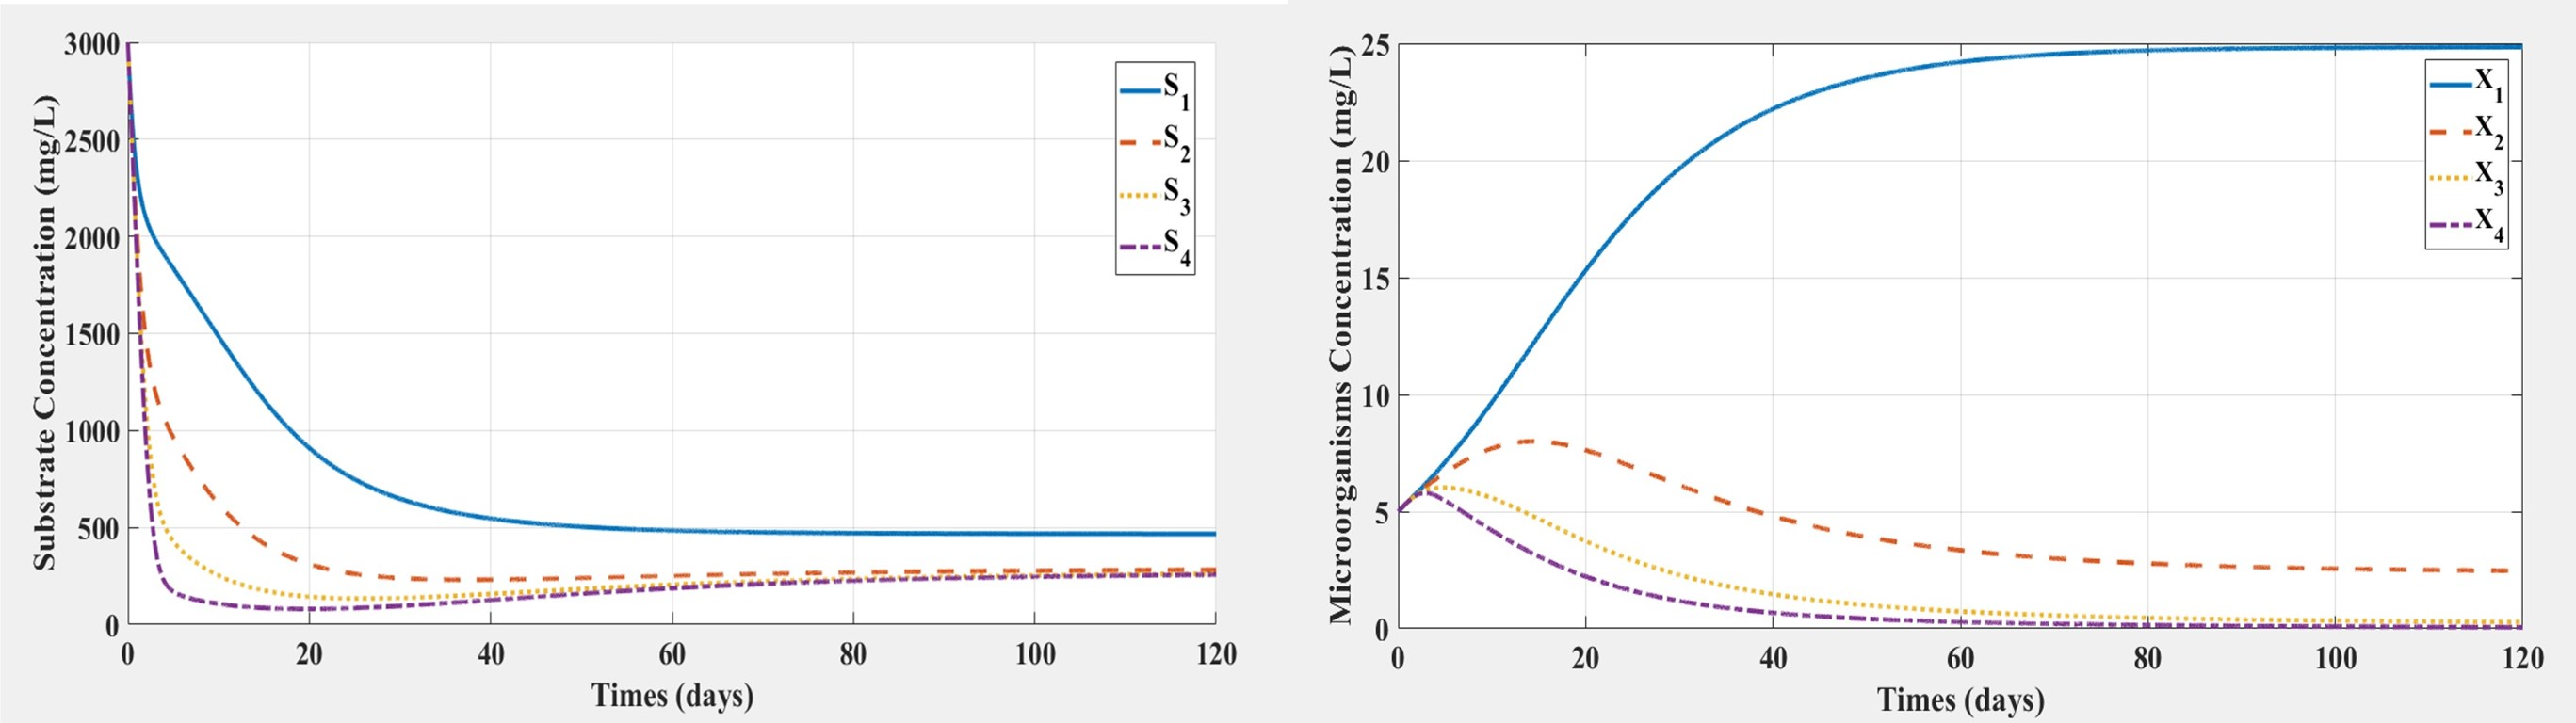 Substrate Concentration (mg/L)
3000
2500
2000
1500
1000
500
0
0 20 40 60 80 100 120
Times (days)
S1
S2
S3
S4
Microorganisms Concentration (mg/L)
25
20
15
10
5
0
0 20 40 60 80 100 120
Times (days)
X1
X2
X3
X4